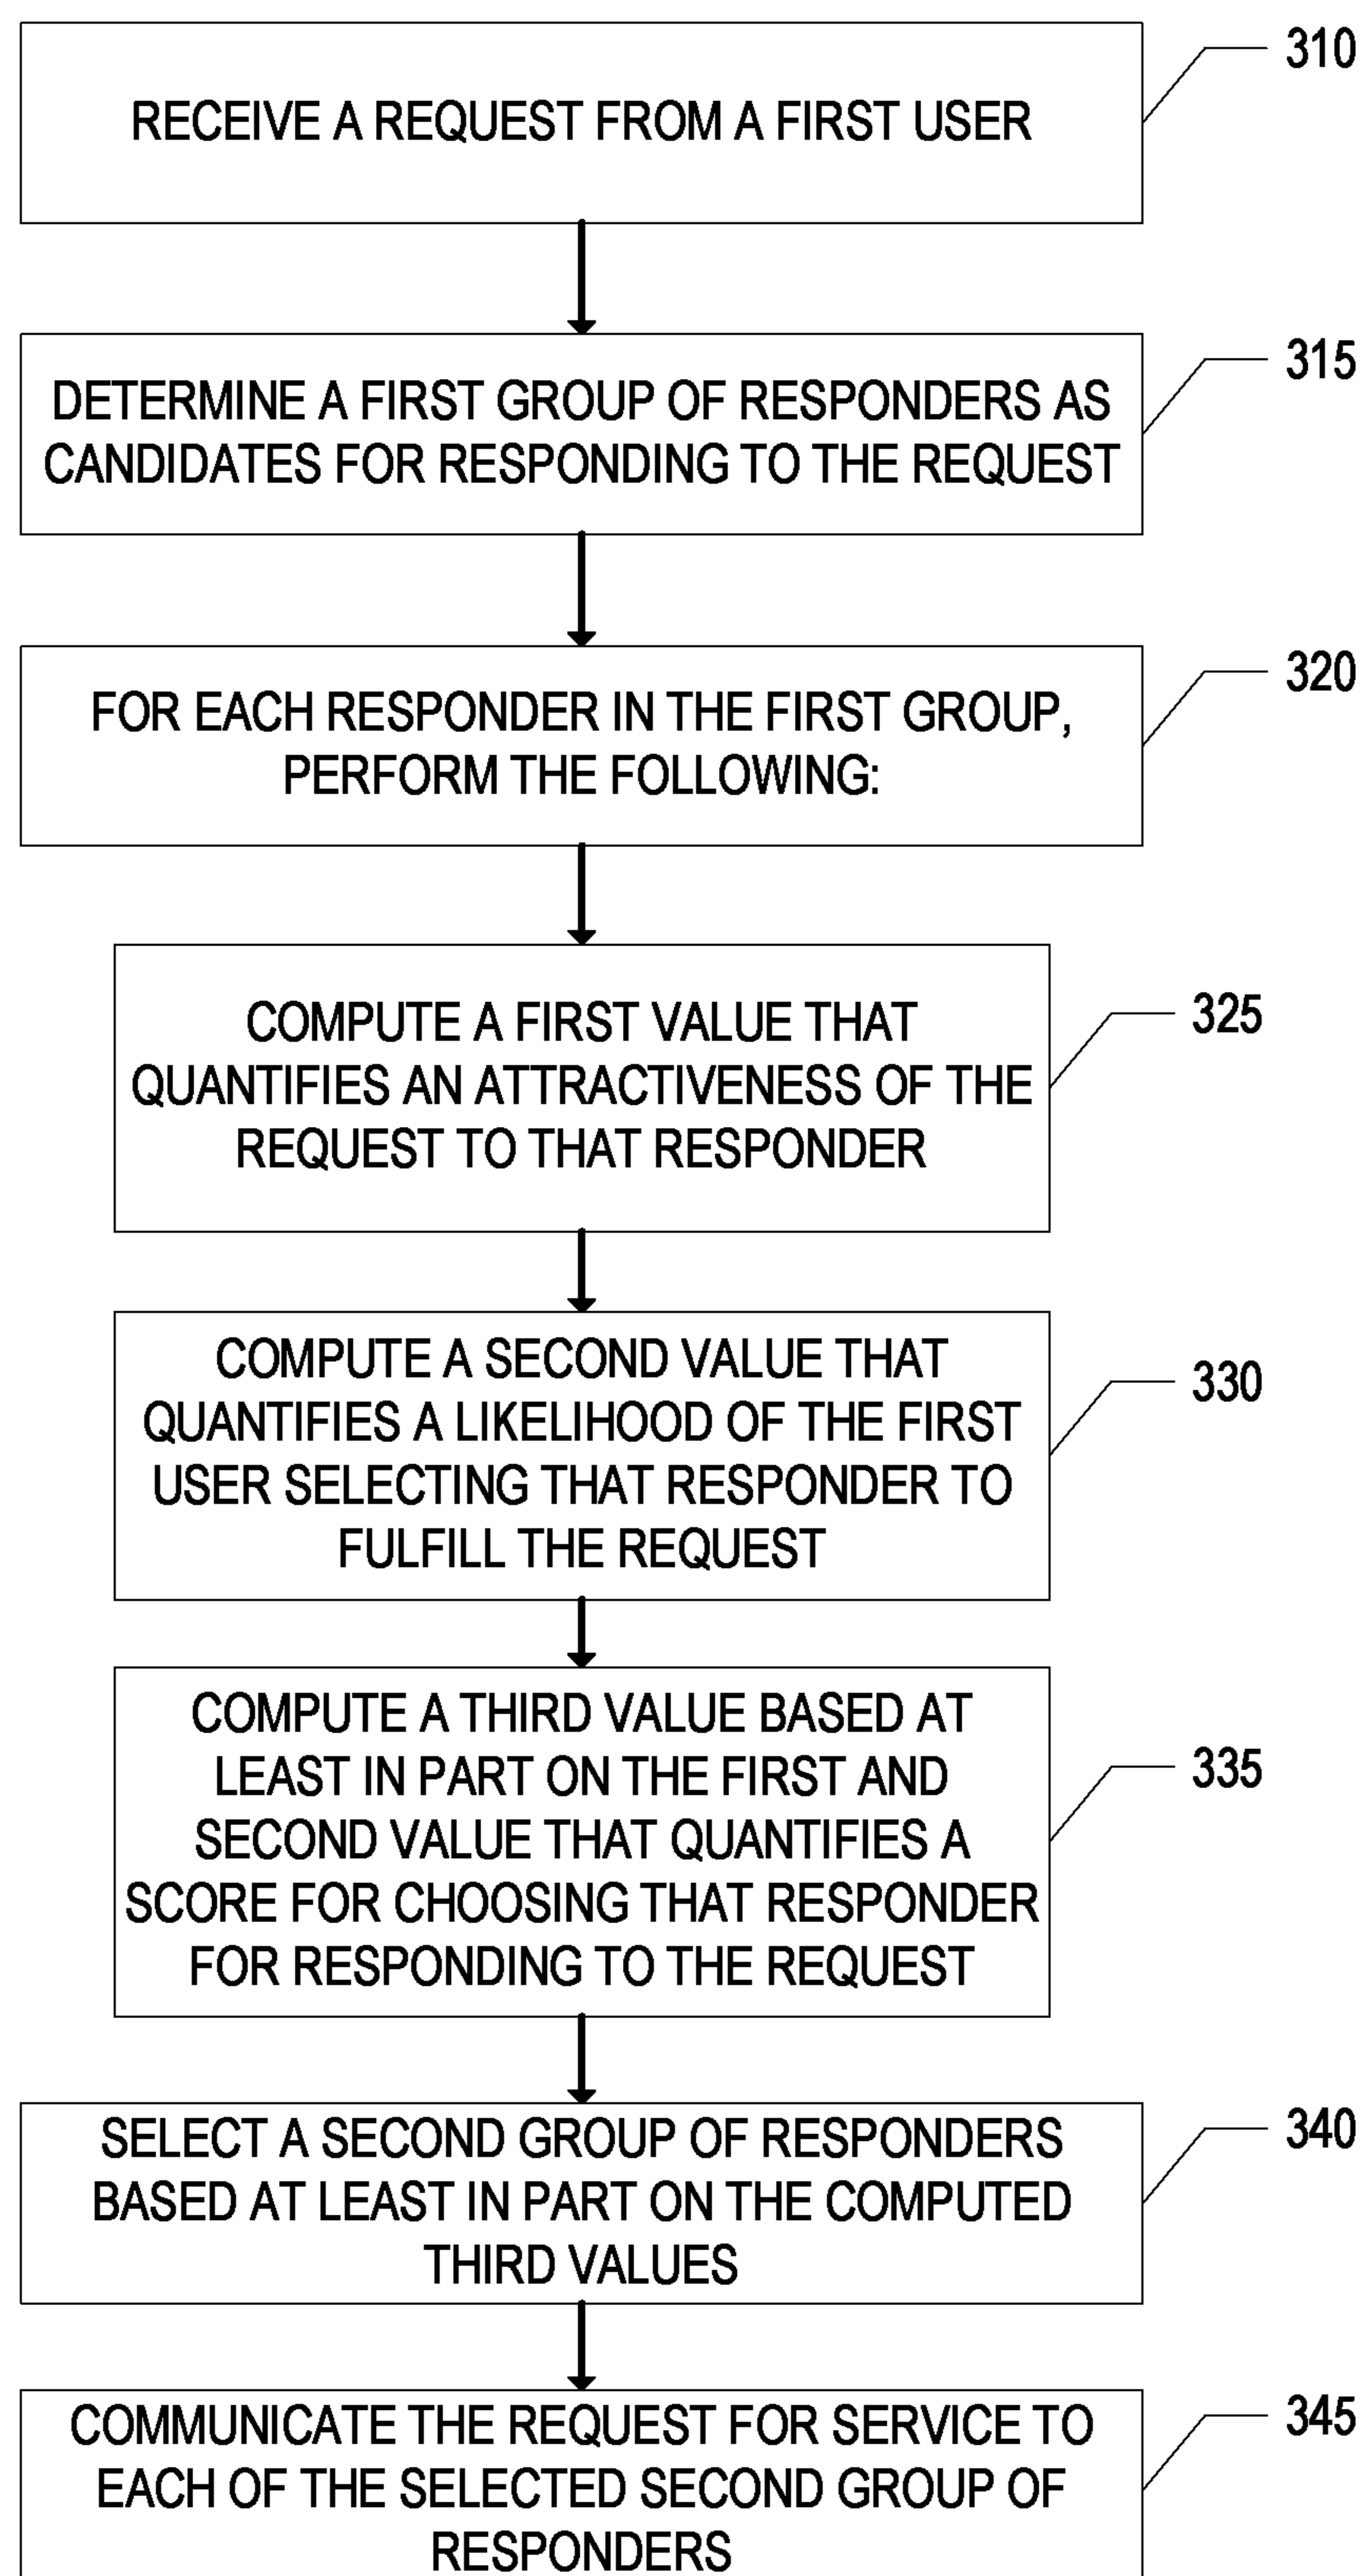 310
RECEIVE A REQUEST FROM A FIRST USER
315
DETERMINE A FIRST GROUP OF RESPONDERS AS
CANDIDATES FOR RESPONDING TO THE REQUEST
320
FOR EACH RESPONDER IN THE FIRST GROUP,
PERFORM THE FOLLOWING:
325
COMPUTE A FIRST VALUE THAT
QUANTIFIES AN ATTRACTIVENESS OF THE
REQUEST TO THAT RESPONDER
330
COMPUTE A SECOND VALUE THAT
QUANTIFIES A LIKELIHOOD OF THE FIRST
USER SELECTING THAT RESPONDER TO
FULFILL THE REQUEST
335
COMPUTE A THIRD VALUE BASED AT
LEAST IN PART ON THE FIRST AND
SECOND VALUE THAT QUANTIFIES A
SCORE FOR CHOOSING THAT RESPONDER
FOR RESPONDING TO THE REQUEST
340
SELECT A SECOND GROUP OF RESPONDERS
BASED AT LEAST IN PART ON THE COMPUTED
THIRD VALUES
345
COMMUNICATE THE REQUEST FOR SERVICE TO
EACH OF THE SELECTED SECOND GROUP OF
RESPONDERS